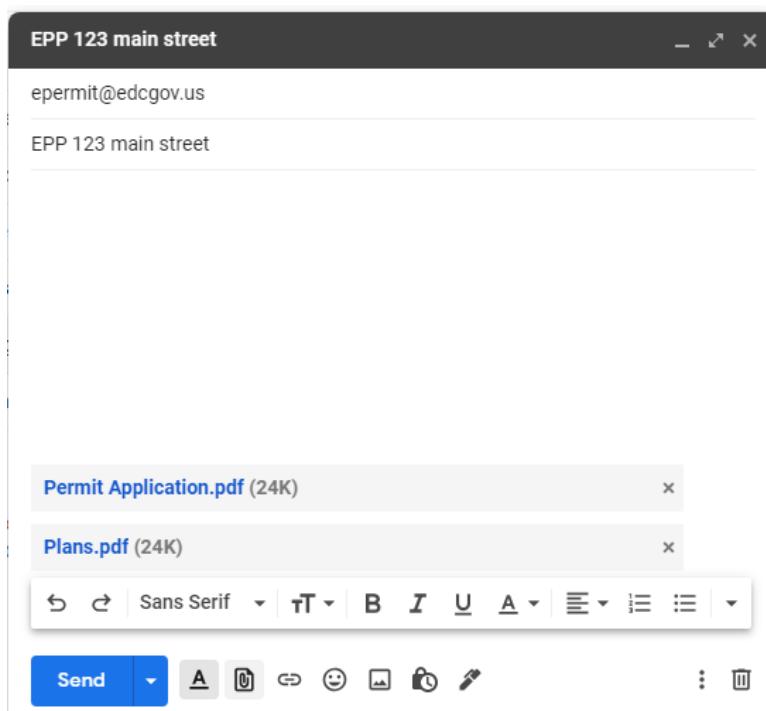 EPP 123 main street
epermit@edcgov.us
EPP 123 main street
Permit Application.pdf (24K)
Plans.pdf (24K)
Sans Serif
Send